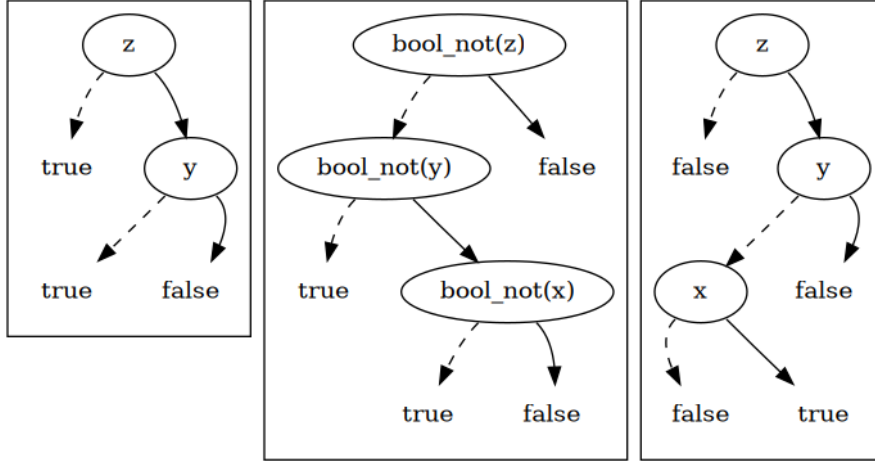 z
true
y
true
false
bool_not(z)
bool_not(y)
false
true
bool_not(x)
true
false
z
false
y
x
false
false
true